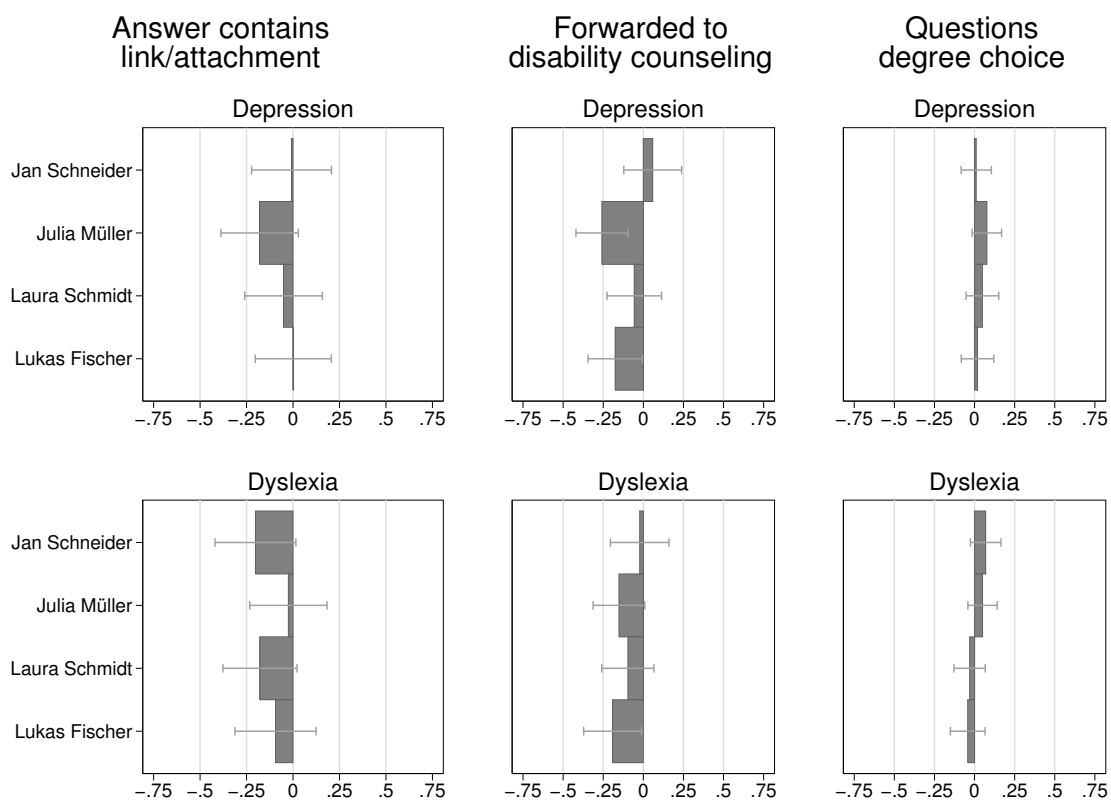 Answer contains
link/attachment
Forwarded to
disability counseling
Questions
degree choice
Depression
Depression
Depression
Jan Schneider
Julia Müller
Laura Schmidt
Lukas Fischer
−.75 −.5 −.25 0 .25 .5 .75
−.75 −.5 −.25 0 .25 .5 .75
−.75 −.5 −.25 0 .25 .5 .75
Dyslexia
Dyslexia
Dyslexia
Jan Schneider
Julia Müller
Laura Schmidt
Lukas Fischer
−.75 −.5 −.25 0 .25 .5 .75
−.75 −.5 −.25 0 .25 .5 .75
−.75 −.5 −.25 0 .25 .5 .75